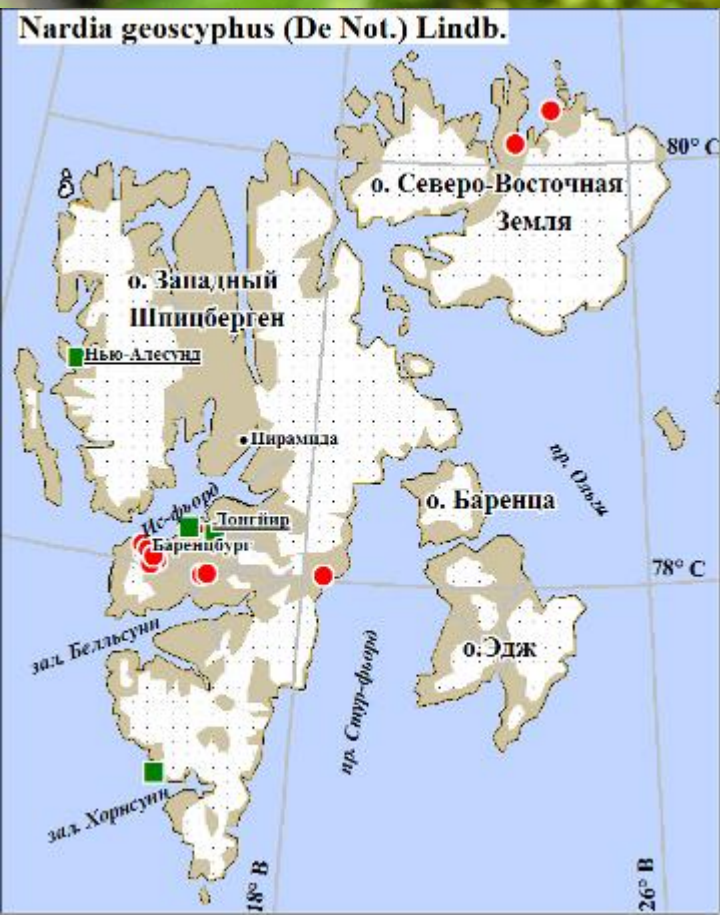 Nardia geoscyphus (De Not.) Lindb.
80° С
о. Северо-Восточная
Земля
о. Западный
Шпицберген
Нью-Алесунд
Пирамида
пр. Ольги
о. Баренца
Ис-фьорд
Лонгйир
Баренцбург
78° С
зал. Белльсунн
о.Эдж
пр. Стур-фьорд
зал. Хорнсунн
18° В
26° В